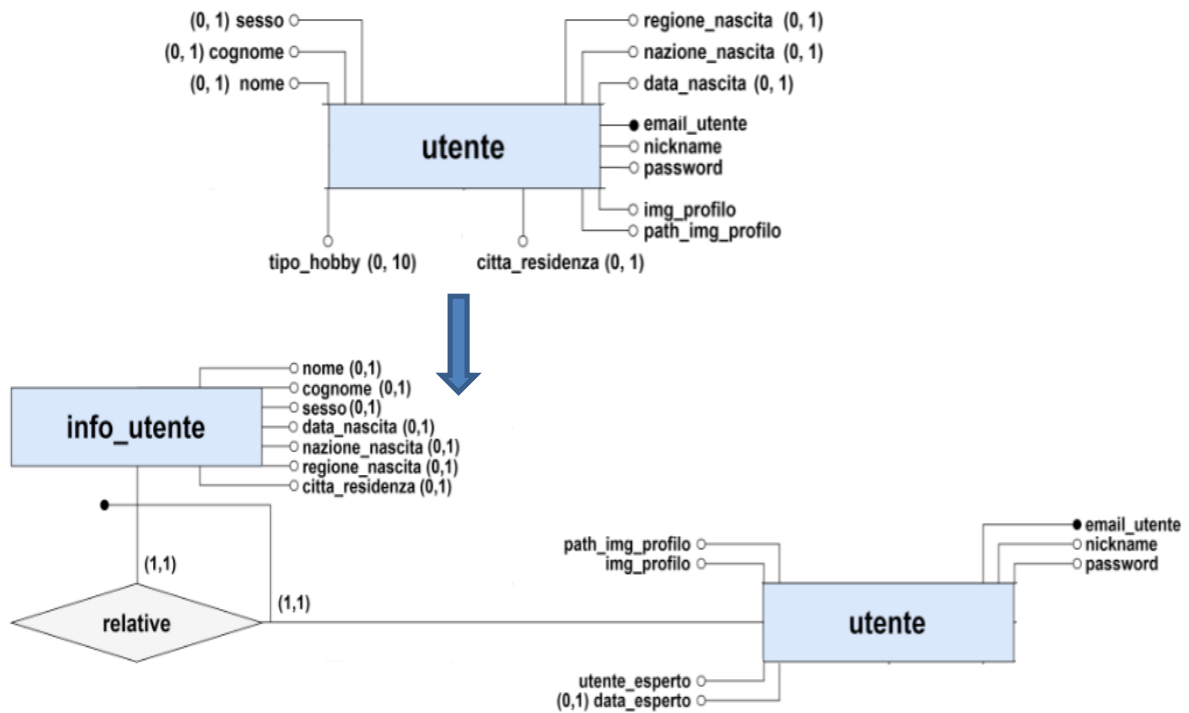 (0, 1) sesso
regione_nascita (0, 1)
(0, 1) cognome
nazione_nascita (0, 1)
(0, 1) nome
data_nascita (0, 1)
utente
email_utente
nickname
password
img_profilo
path_img_profilo
tipo_hobby (0, 10)
citta_residenza (0, 1)
info_utente
nome (0,1)
cognome (0,1)
sesso(0,1)
data_nascita (0,1)
nazione_nascita (0,1)
regione_nascita (0,1)
citta_residenza (0,1)
(1,1)
relative
(1,1)
path_img_profilo
img_profilo
email_utente
nickname
password
utente
utente_esperto
(0,1) data_esperto